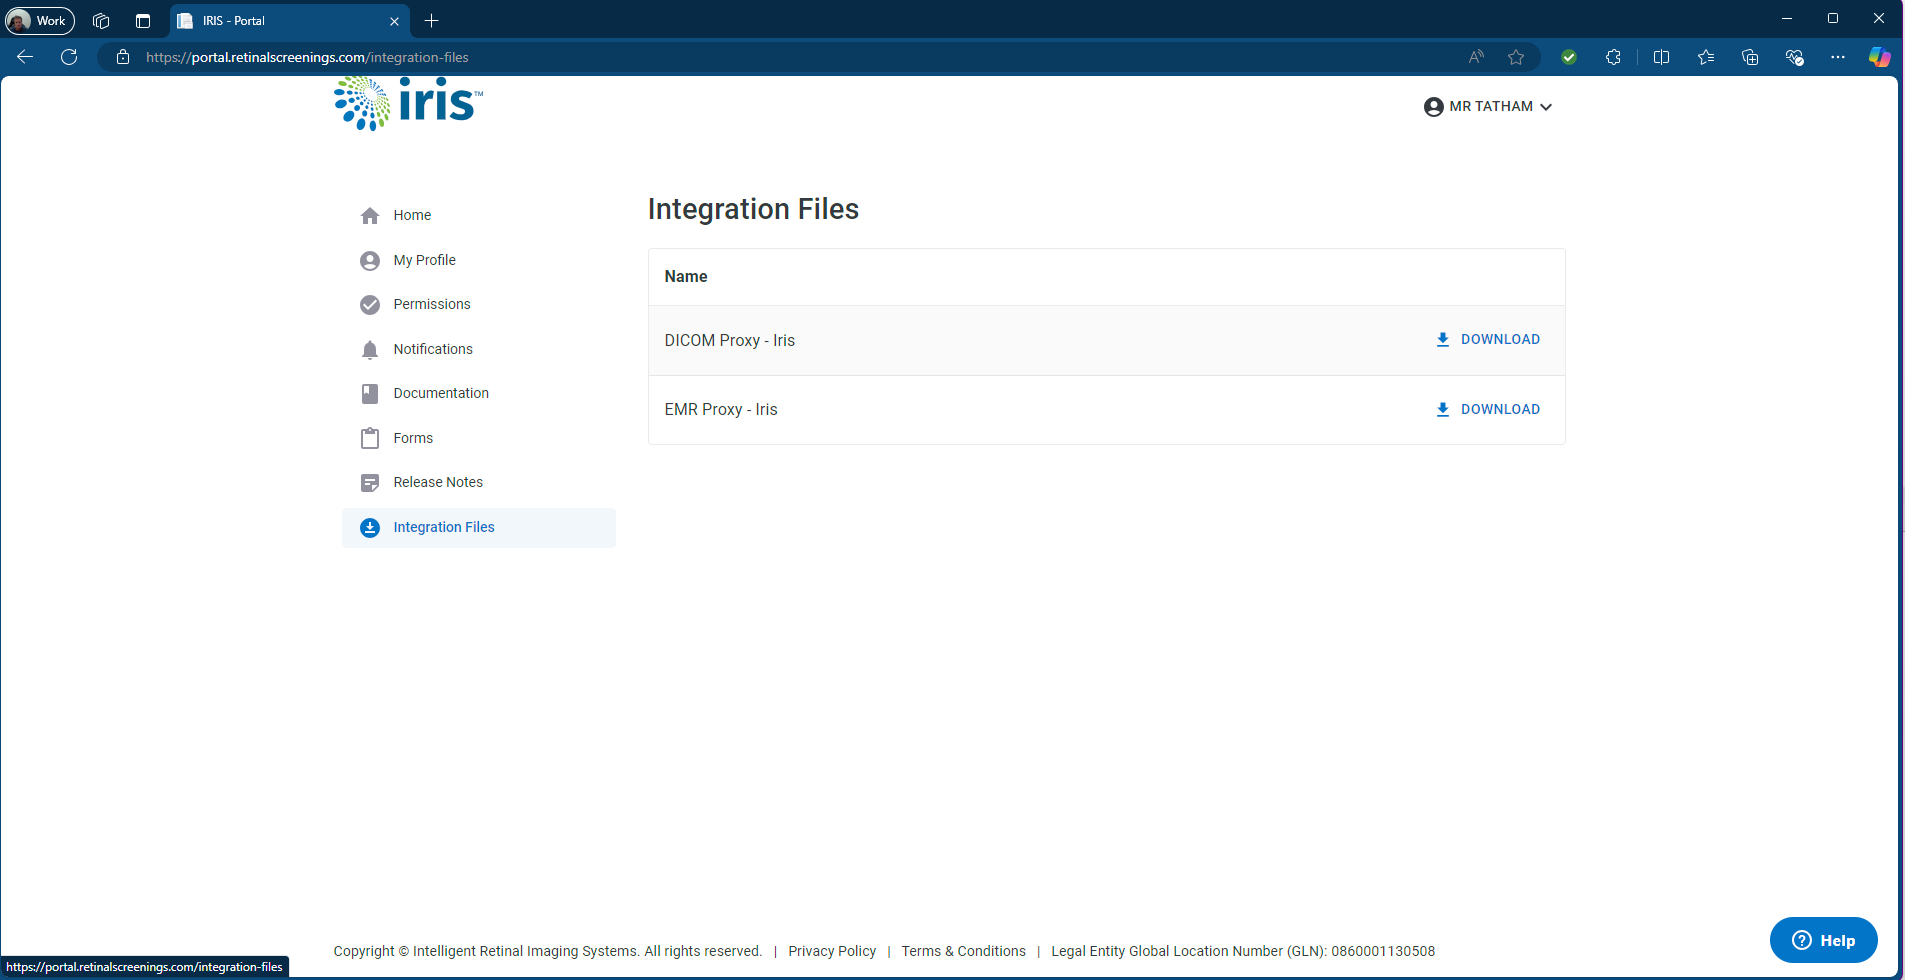 Work
IRIS - Portal
https://portal.retinalscreenings.com/integration-files
iris™
MR TATHAM
Home
My Profile
Permissions
Notifications
Documentation
Forms
Release Notes
Integration Files
Integration Files
Name
DICOM Proxy - Iris
DOWNLOAD
EMR Proxy - Iris
DOWNLOAD
Copyright © Intelligent Retinal Imaging Systems. All rights reserved. | Privacy Policy | Terms & Conditions | Legal Entity Global Location Number (GLN): 0860001130508
Help
https://portal.retinalscreenings.com/integration-files